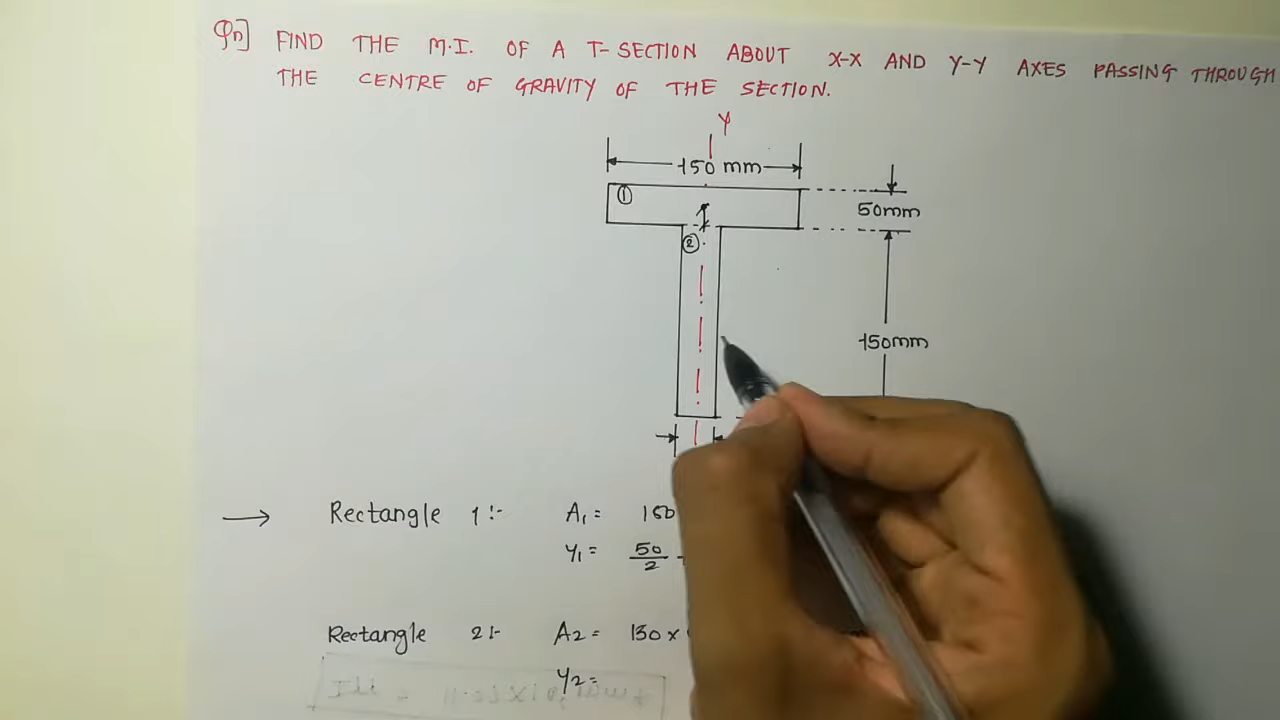 Qn] FIND THE M.I. OF A T-SECTION ABOUT X-X AND Y-Y AXES PASSING THROUGH
THE CENTRE OF GRAVITY OF THE SECTION.
Y
150 mm
①
50mm
②
150mm
→ Rectangle 1:- A1= 150
Y1= 50/2
Rectangle 2:- A2= 150 x
Y2=